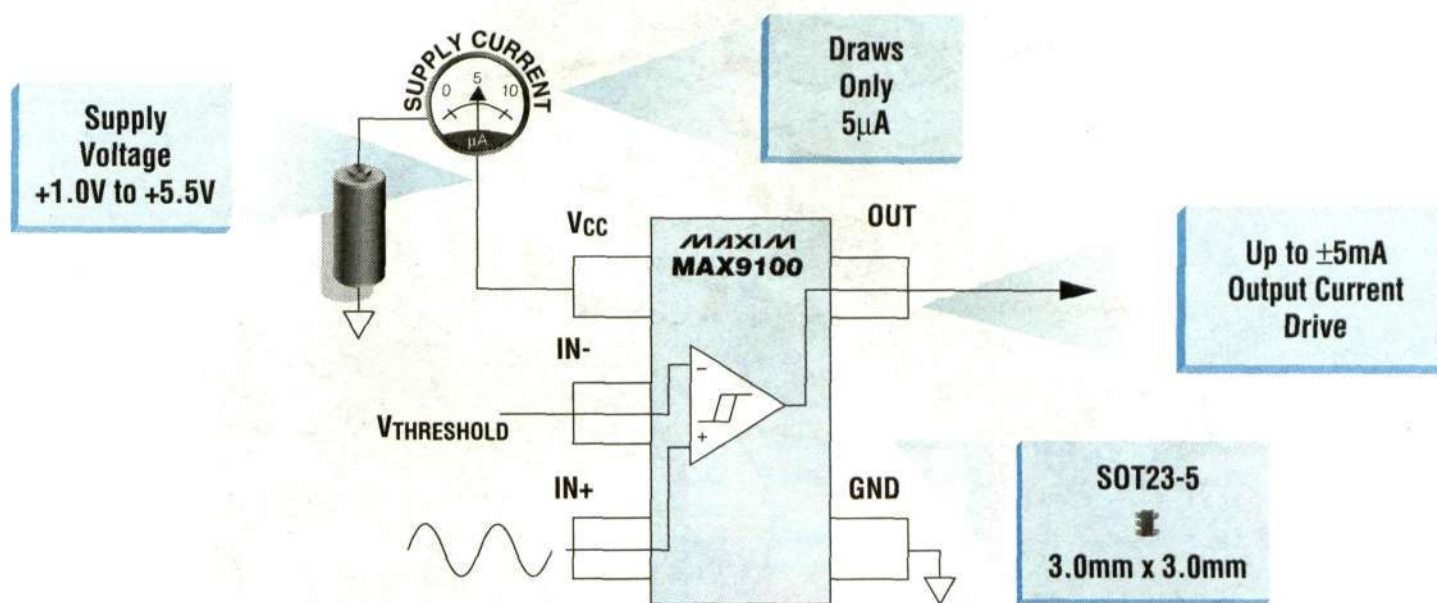 SUPPLY CURRENT
0 5 10
µA
Supply
Voltage
+1.0V to +5.5V
Draws
Only
5µA
VCC
MAXIM
MAX9100
OUT
Up to ±5mA
Output Current
Drive
IN-
−
VTHRESHOLD
+
IN+
GND
SOT23-5
3.0mm x 3.0mm